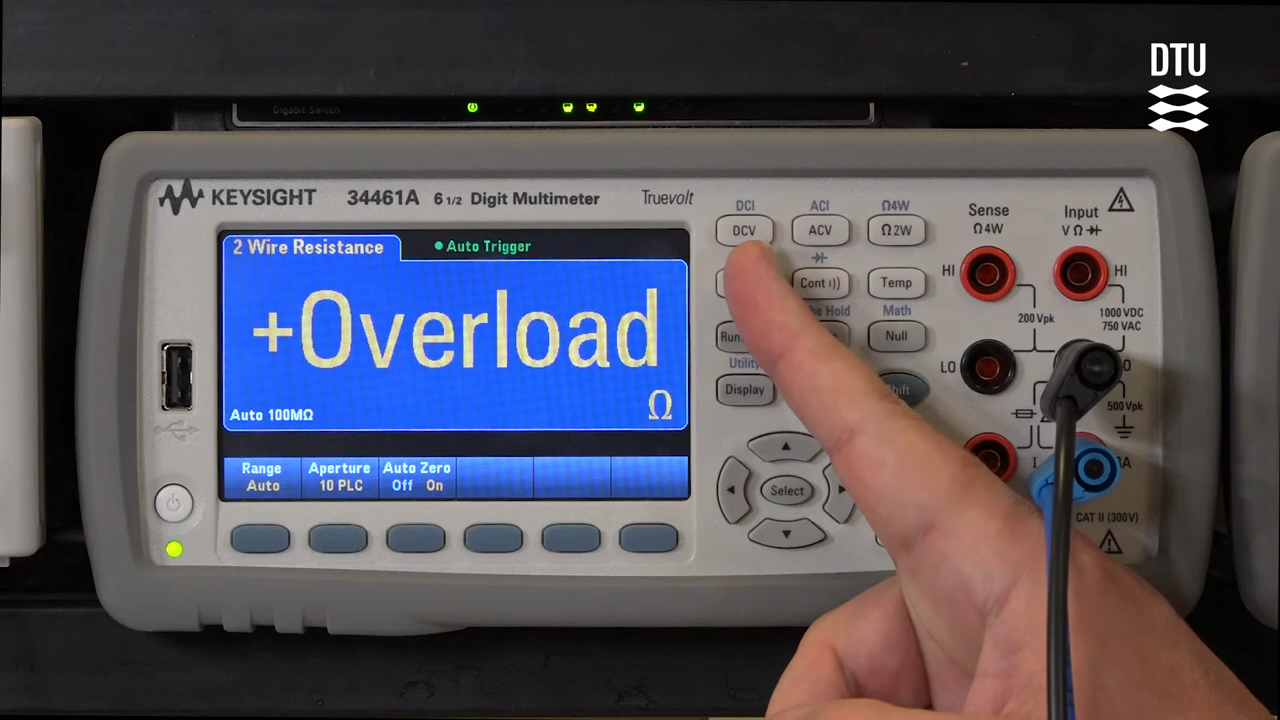 DTU
Gigabit Switch
KEYSIGHT 34461A 6 1/2 Digit Multimeter Truevolt
DCI ACI Ω4W
DCV ACV Ω2W
Cont Temp
Hold Math
Run Null
Utility
Display Shift
Select
Sense
Ω4W
Input
V Ω
HI HI
200 Vpk
1000 VDC
750 VAC
LO
500 Vpk
I
A
CAT II (300V)
2 Wire Resistance Auto Trigger
+Overload
Auto 100MΩ Ω
Range Aperture Auto Zero
Auto 10 PLC Off On